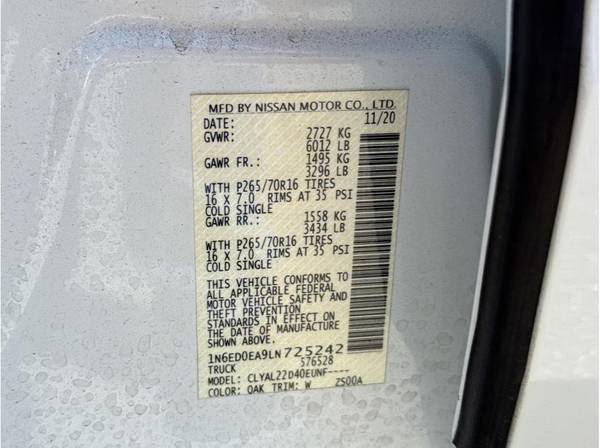 MFD BY NISSAN MOTOR CO., LTD.
DATE: 11/20
GVWR: 2727 KG
6012 LB
GAWR FR.: 1495 KG
3296 LB
WITH P265/70R16 TIRES
16 X 7.0 RIMS AT 35 PSI
COLD SINGLE
GAWR RR.: 1558 KG
3434 LB
WITH P265/70R16 TIRES
16 X 7.0 RIMS AT 35 PSI
COLD SINGLE
THIS VEHICLE CONFORMS TO
ALL APPLICABLE FEDERAL
MOTOR VEHICLE SAFETY AND
THEFT PREVENTION
STANDARDS IN EFFECT ON
THE DATE OF MANUFACTURE
SHOWN ABOVE.
1N6ED0EA9LN725242
TRUCK 576528
MODEL: CLYAL22D40EUNF----
COLOR: QAK TRIM: W ZS00A